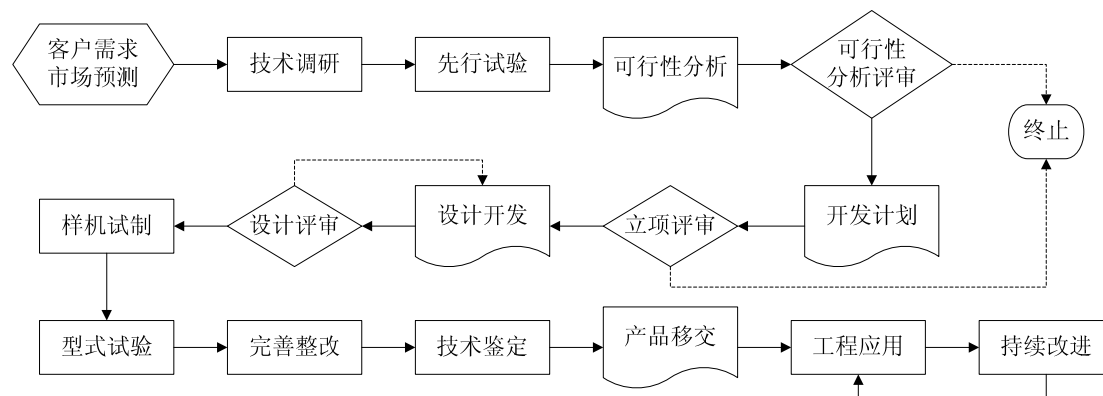 客户需求
市场预测
技术调研
先行试验
可行性分析
可行性
分析评审
终止
样机试制
设计评审
设计开发
立项评审
开发计划
型式试验
完善整改
技术鉴定
产品移交
工程应用
持续改进